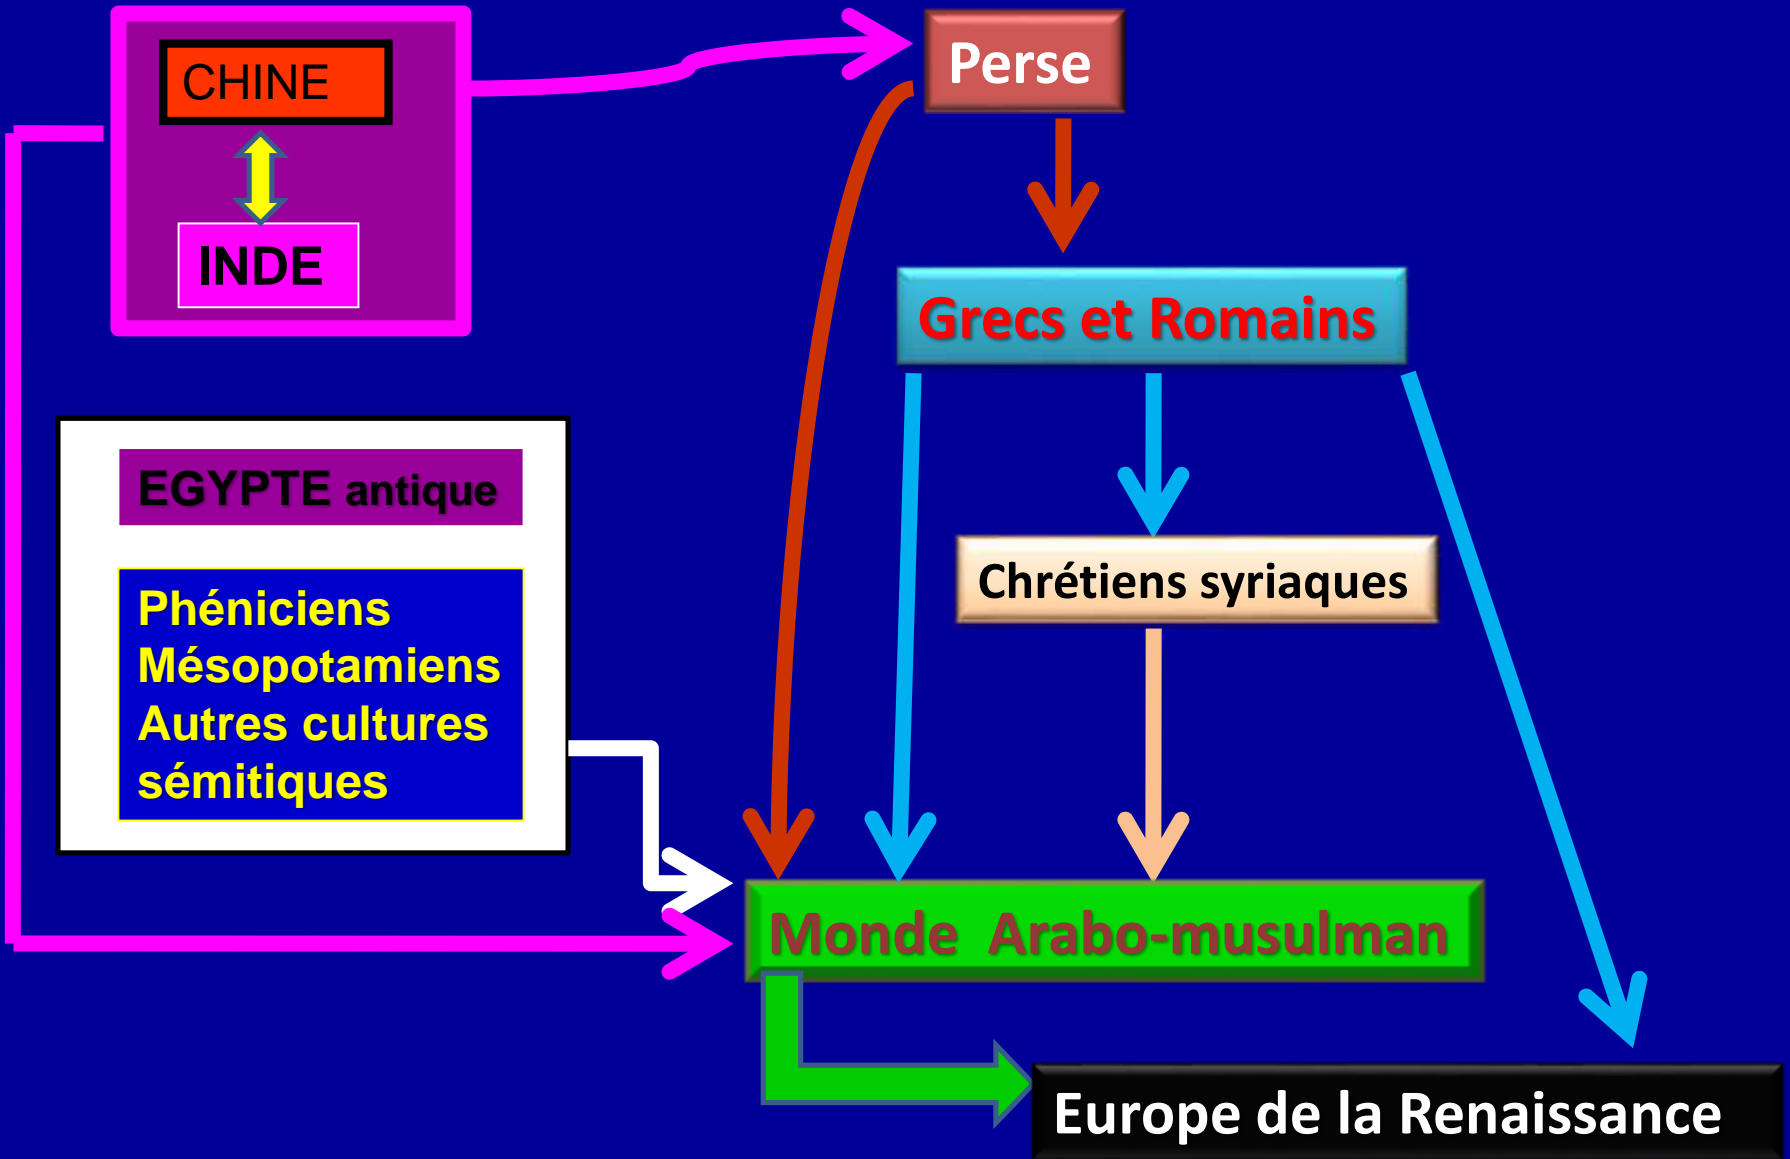 CHINE
INDE
Perse
Grecs et Romains
EGYPTE antique
Phéniciens
Mésopotamiens
Autres cultures
sémitiques
Chrétiens syriaques
Monde Arabo-musulman
Europe de la Renaissance